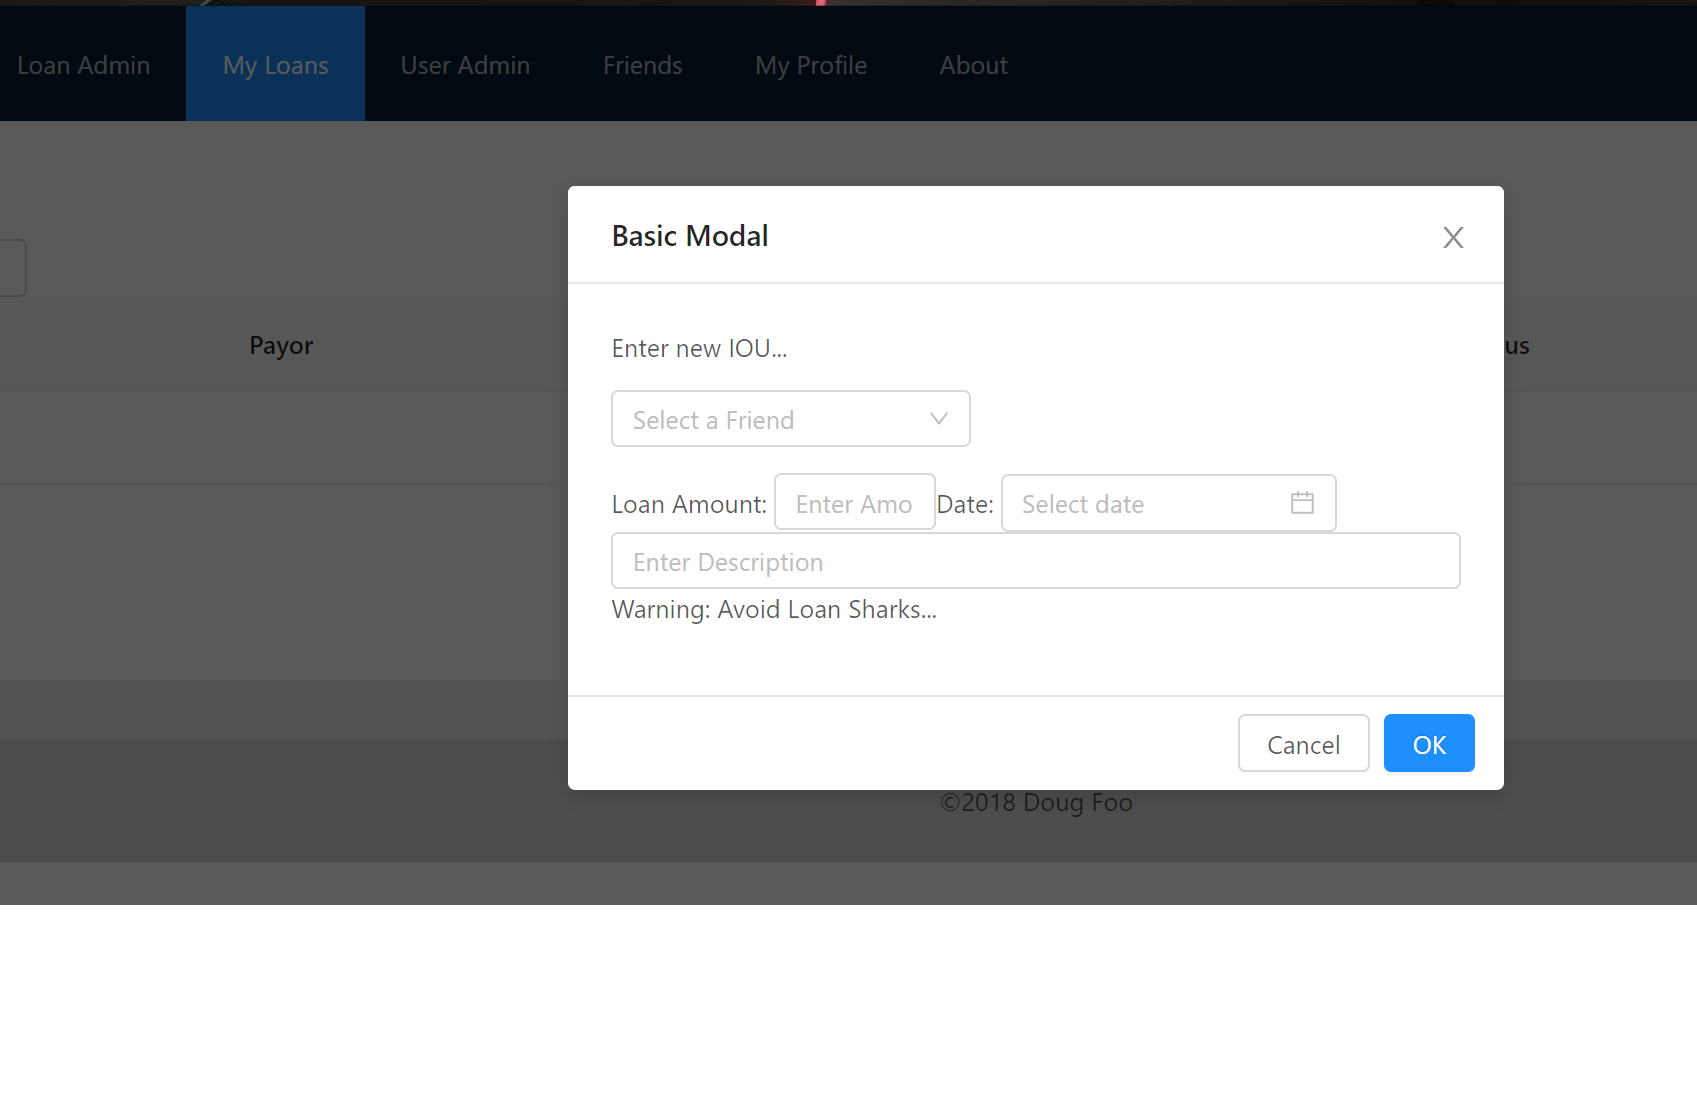 Loan Admin My Loans User Admin Friends My Profile About
Basic Modal
Payor
us
Enter new IOU...
Select a Friend
Loan Amount: Enter Amo Date: Select date
Enter Description
Warning: Avoid Loan Sharks...
Cancel OK
©2018 Doug Foo